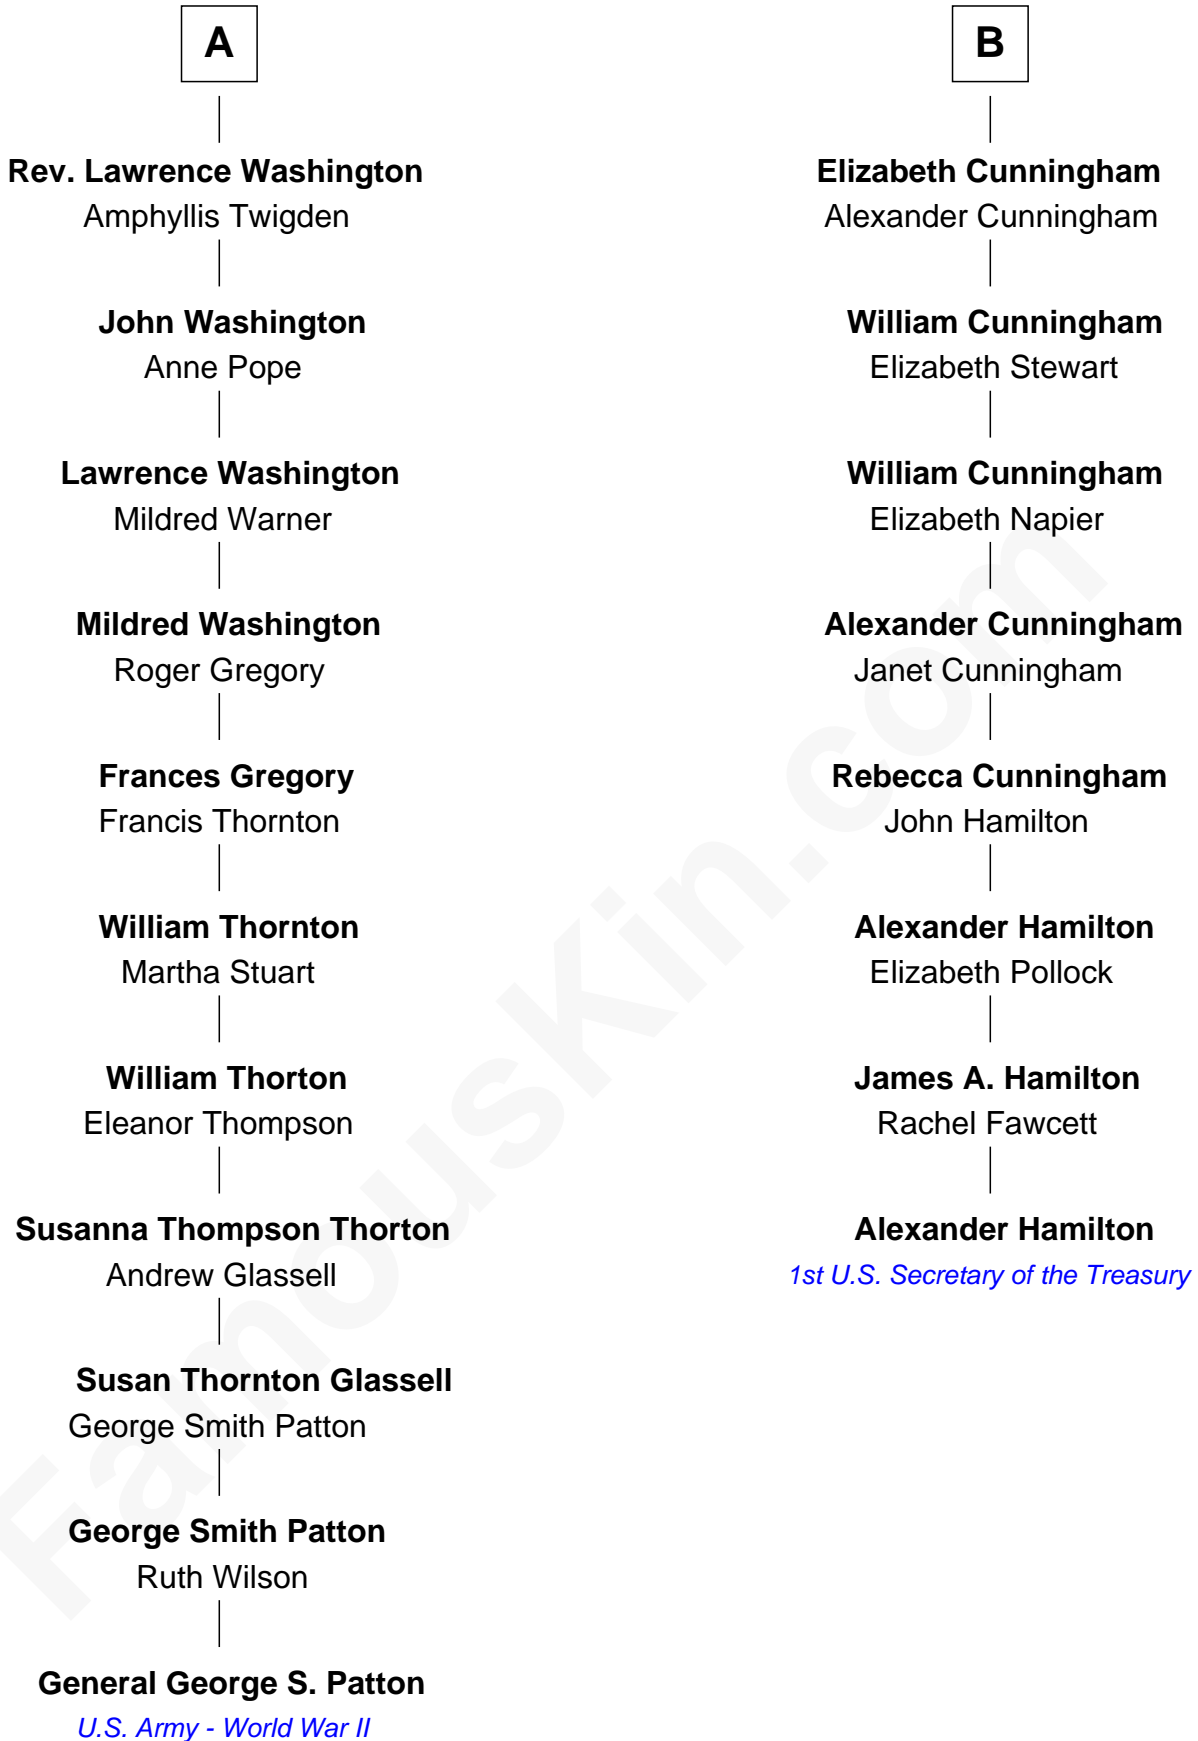 A
Rev. Lawrence Washington
Amphyllis Twigden
John Washington
Anne Pope
Lawrence Washington
Mildred Warner
Mildred Washington
Roger Gregory
Frances Gregory
Francis Thornton
William Thornton
Martha Stuart
William Thorton
Eleanor Thompson
Susanna Thompson Thorton
Andrew Glassell
Susan Thornton Glassell
George Smith Patton
George Smith Patton
Ruth Wilson
General George S. Patton
U.S. Army - World War II
B
Elizabeth Cunningham
Alexander Cunningham
William Cunningham
Elizabeth Stewart
William Cunningham
Elizabeth Napier
Alexander Cunningham
Janet Cunningham
Rebecca Cunningham
John Hamilton
Alexander Hamilton
Elizabeth Pollock
James A. Hamilton
Rachel Fawcett
Alexander Hamilton
1st U.S. Secretary of the Treasury
FamousKin.com